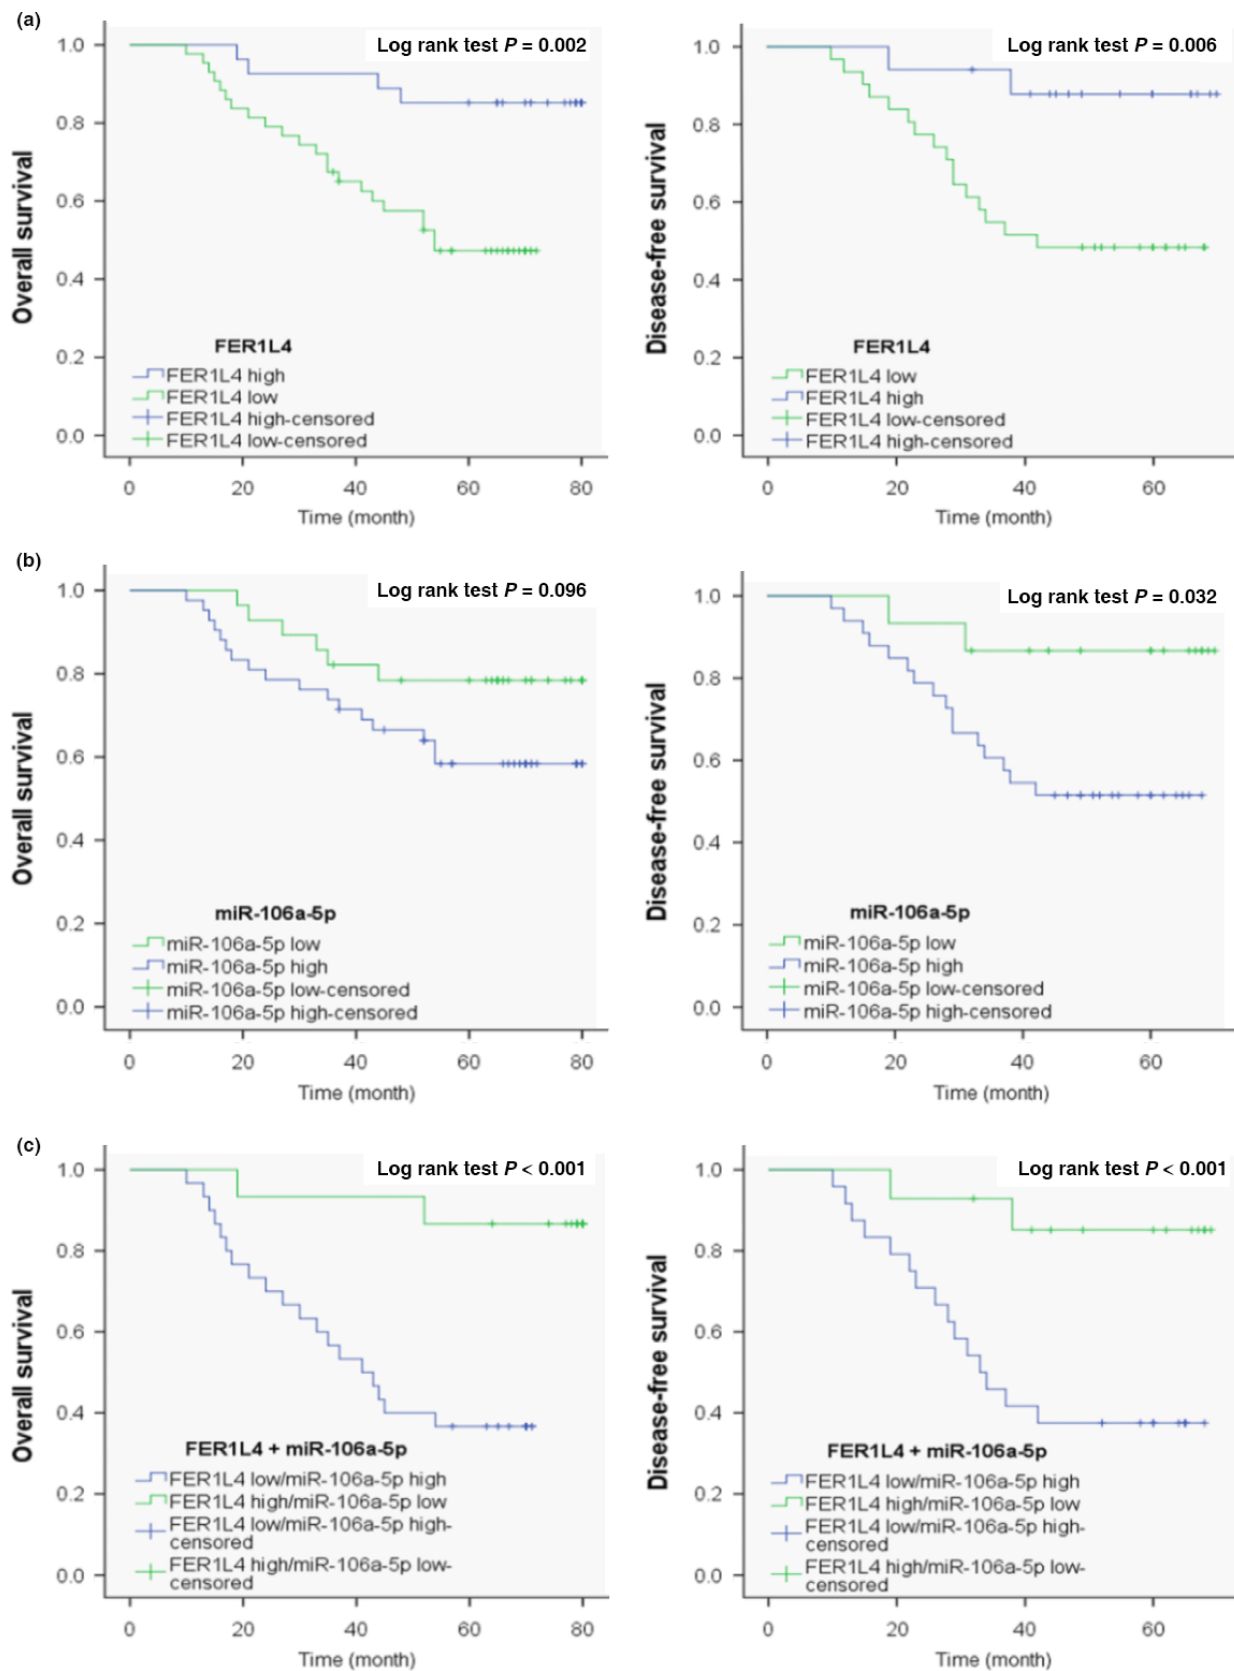 (a)
Log rank test P = 0.002
1.0
0.8
0.6
0.4
0.2
0.0
Overall survival
FER1L4
FER1L4 high
FER1L4 low
FER1L4 high-censored
FER1L4 low-censored
0 20 40 60 80
Time (month)
Log rank test P = 0.006
1.0
0.8
0.6
0.4
0.2
0.0
Disease-free survival
FER1L4
FER1L4 low
FER1L4 high
FER1L4 low-censored
FER1L4 high-censored
0 20 40 60
Time (month)
(b)
Log rank test P = 0.096
1.0
0.8
0.6
0.4
0.2
0.0
Overall survival
miR-106a-5p
miR-106a-5p low
miR-106a-5p high
miR-106a-5p low-censored
miR-106a-5p high-censored
0 20 40 60 80
Time (month)
Log rank test P = 0.032
1.0
0.8
0.6
0.4
0.2
0.0
Disease-free survival
miR-106a-5p
miR-106a-5p low
miR-106a-5p high
miR-106a-5p low-censored
miR-106a-5p high-censored
0 20 40 60
Time (month)
(c)
Log rank test P < 0.001
1.0
0.8
0.6
0.4
0.2
0.0
Overall survival
FER1L4 + miR-106a-5p
FER1L4 low/miR-106a-5p high
FER1L4 high/miR-106a-5p low
FER1L4 low/miR-106a-5p high-
censored
FER1L4 high/miR-106a-5p low-
censored
0 20 40 60 80
Time (month)
Log rank test P < 0.001
1.0
0.8
0.6
0.4
0.2
0.0
Disease-free survival
FER1L4 + miR-106a-5p
FER1L4 low/miR-106a-5p high
FER1L4 high/miR-106a-5p low
FER1L4 low/miR-106a-5p high-
censored
FER1L4 high/miR-106a-5p low-
censored
0 20 40 60
Time (month)